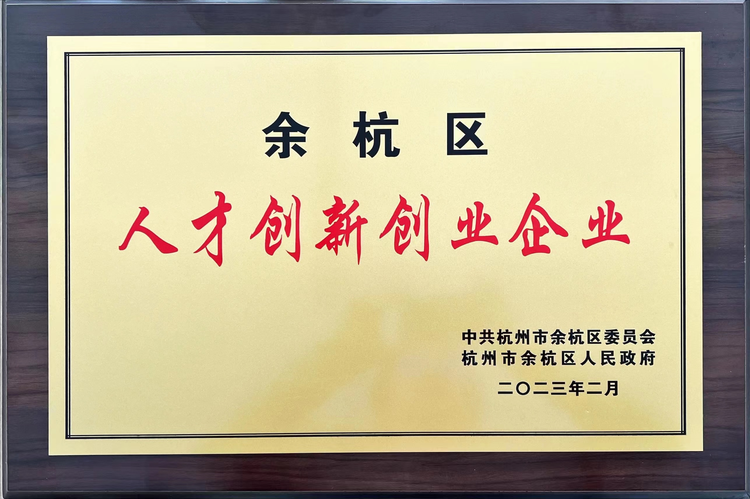 余杭区
人才创新创业企业
中共杭州市余杭区委员会
杭州市余杭区人民政府
二〇二三年二月